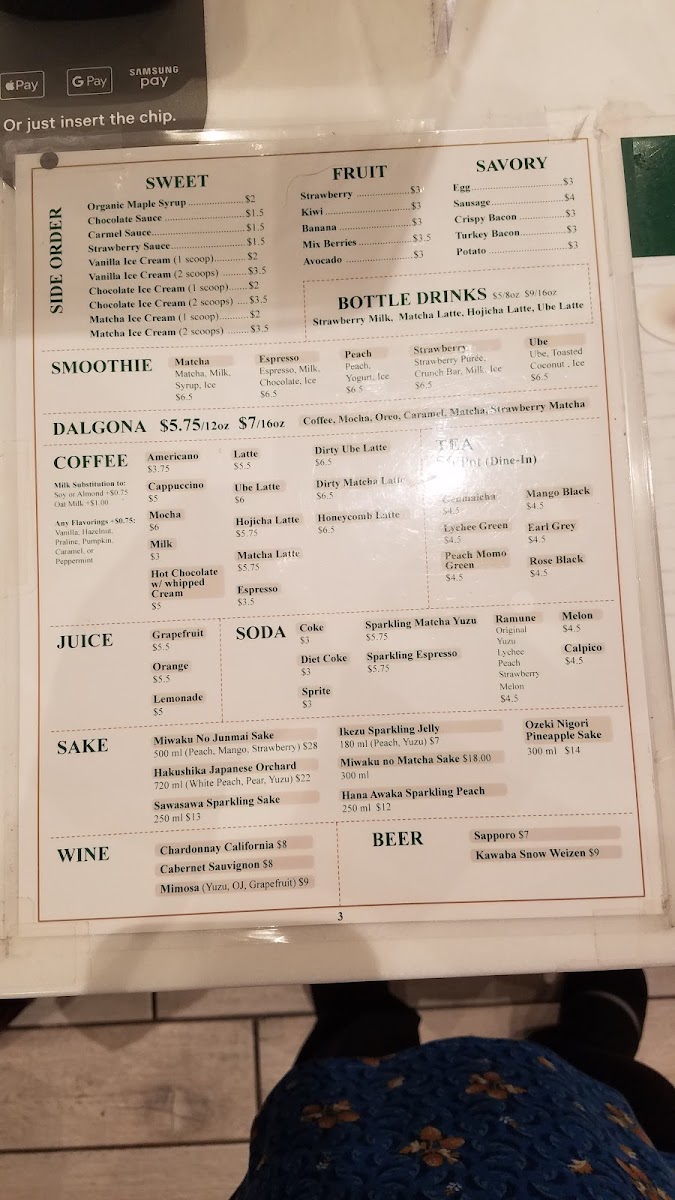 Pay
G Pay
SAMSUNG
pay
Or just insert the chip.
SIDE ORDER
SWEET
Organic Maple Syrup ..................$2
Chocolate Sauce ..........................$1.5
Carmel Sauce..............................$1.5
Strawberry Sauce........................$1.5
Vanilla Ice Cream (1 scoop)..........$2
Vanilla Ice Cream (2 scoops) ........$3.5
Chocolate Ice Cream (1 scoop)......$2
Chocolate Ice Cream (2 scoops) ....$3.5
Matcha Ice Cream (1 scoop).........$2
Matcha Ice Cream (2 scoops) .......$3.5
FRUIT
Strawberry ..................$3
Kiwi .............................$3
Banana ........................$3
Mix Berries..................$3.5
Avocado .......................$3
SAVORY
Egg..............................$3
Sausage........................$4
Crispy Bacon ...............$3
Turkey Bacon...............$3
Potato ..........................$3
BOTTLE DRINKS $5/8oz $9/16oz
Strawberry Milk, Matcha Latte, Hojicha Latte, Ube Latte
SMOOTHIE
Matcha
Matcha, Milk,
Syrup, Ice
$6.5
Espresso
Espresso, Milk,
Chocolate, Ice
$6.5
Peach
Peach,
Yogurt, Ice
$6.5
Strawberry
Strawberry Puree,
Crunch Bar, Milk, Ice
$6.5
Ube
Ube, Toasted
Coconut , Ice
$6.5
DALGONA $5.75/12oz $7/16oz Coffee, Mocha, Oreo, Caramel, Matcha, Strawberry Matcha
COFFEE
Milk Substitution to:
Soy or Almond +$0.75
Oat Milk +$1.00
Any Flavorings +$0.75:
Vanilla, Hazelnut,
Praline, Pumpkin,
Caramel, or
Peppermint
Americano
$3.75
Cappuccino
$5
Mocha
$6
Milk
$3
Hot Chocolate
w/ whipped
Cream
$5
Latte
$5.5
Ube Latte
$6
Hojicha Latte
$5.75
Matcha Latte
$5.75
Espresso
$3.5
Dirty Ube Latte
$6.5
Dirty Matcha Latte
$6.5
Honeycomb Latte
$6.5
TEA
Pot (Dine-In)
Genmaicha
$4.5
Lychee Green
$4.5
Peach Momo
Green
$4.5
Mango Black
$4.5
Earl Grey
$4.5
Rose Black
$4.5
JUICE
Grapefruit
$5.5
Orange
$5.5
Lemonade
$5
SODA
Coke
$3
Diet Coke
$3
Sprite
$3
Sparkling Matcha Yuzu
$5.75
Sparkling Espresso
$5.75
Ramune
Original
Yuzu
Lychee
Peach
Strawberry
Melon
$4.5
Melon
$4.5
Calpico
$4.5
SAKE
Miwaku No Junmai Sake
500 ml (Peach, Mango, Strawberry) $28
Hakushika Japanese Orchard
720 ml (White Peach, Pear, Yuzu) $22
Sawasawa Sparkling Sake
250 ml $13
Ikezu Sparkling Jelly
180 ml (Peach, Yuzu) $7
Miwaku no Matcha Sake $18.00
300 ml
Hana Awaka Sparkling Peach
250 ml $12
Ozeki Nigori
Pineapple Sake
300 ml $14
WINE
Chardonnay California $8
Cabernet Sauvignon $8
Mimosa (Yuzu, OJ, Grapefruit) $9
BEER
Sapporo $7
Kawaba Snow Weizen $9
3